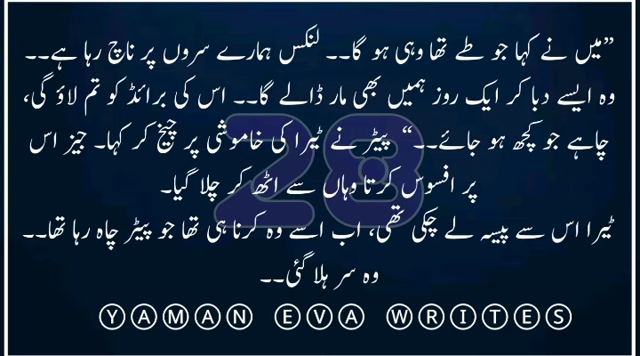 ”میں نے کہا جو طے تھا وہی ہو گا۔۔ لنکس ہمارے سروں پر ناچ رہا ہے۔۔
وہ ایسے دبا کر ایک روز ہمیں بھی مار ڈالے گا۔۔ اس کی برائڈ کو تم لاؤ گی،
چاہے جو کچھ ہو جائے۔۔“ پیٹر نے ٹیرا کی خاموشی پر چیخ کر کہا۔ جیز اس
پر افسوس کرتا وہاں سے اٹھ کر چلا گیا۔
ٹیرا اس سے پیسہ لے چکی تھی، اب اسے وہ کرنا ہی تھا جو پیٹر چاہ رہا تھا۔۔
وہ سر ہلا گئی۔۔
28
YAMAN EVA WRITES